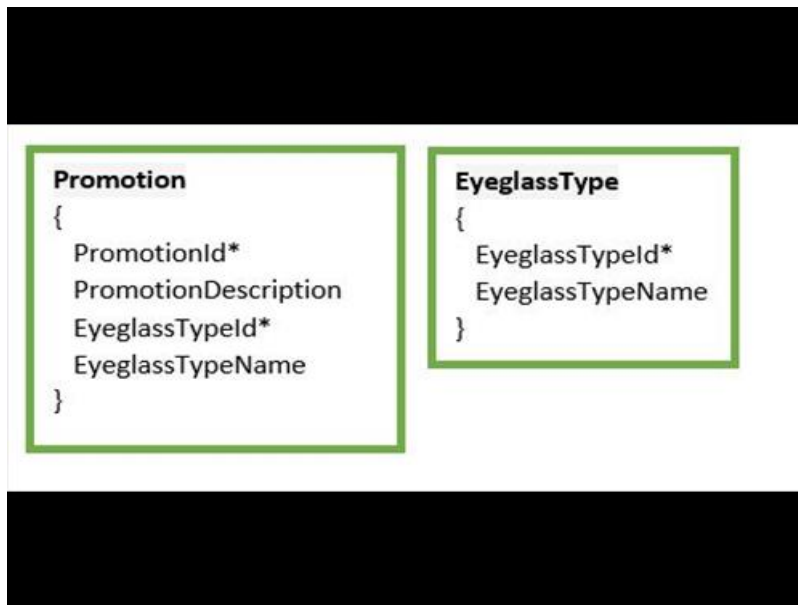 Promotion
{
PromotionId*
PromotionDescription
EyeglassTypeId*
EyeglassTypeName
}
EyeglassType
{
EyeglassTypeId*
EyeglassTypeName
}